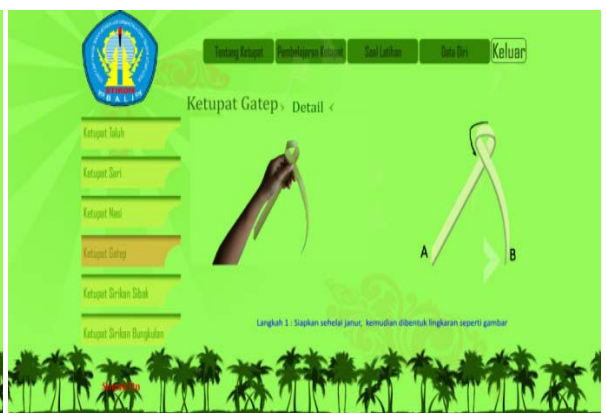 Tentang Ketupat
Pembelajaran Ketupat
Soal Latihan
Data Diri
Keluar
STIKOM
BALI
Ketupat Gatep > Detail <
Ketupat Taluh
Ketupat Sari
Ketupat Nasi
Ketupat Gatep
Ketupat Sirikan Sibak
Ketupat Sirikan Bungkulan
A
B
Langkah 1 : Siapkan sehelai janur, kemudian dibentuk lingkaran seperti gambar